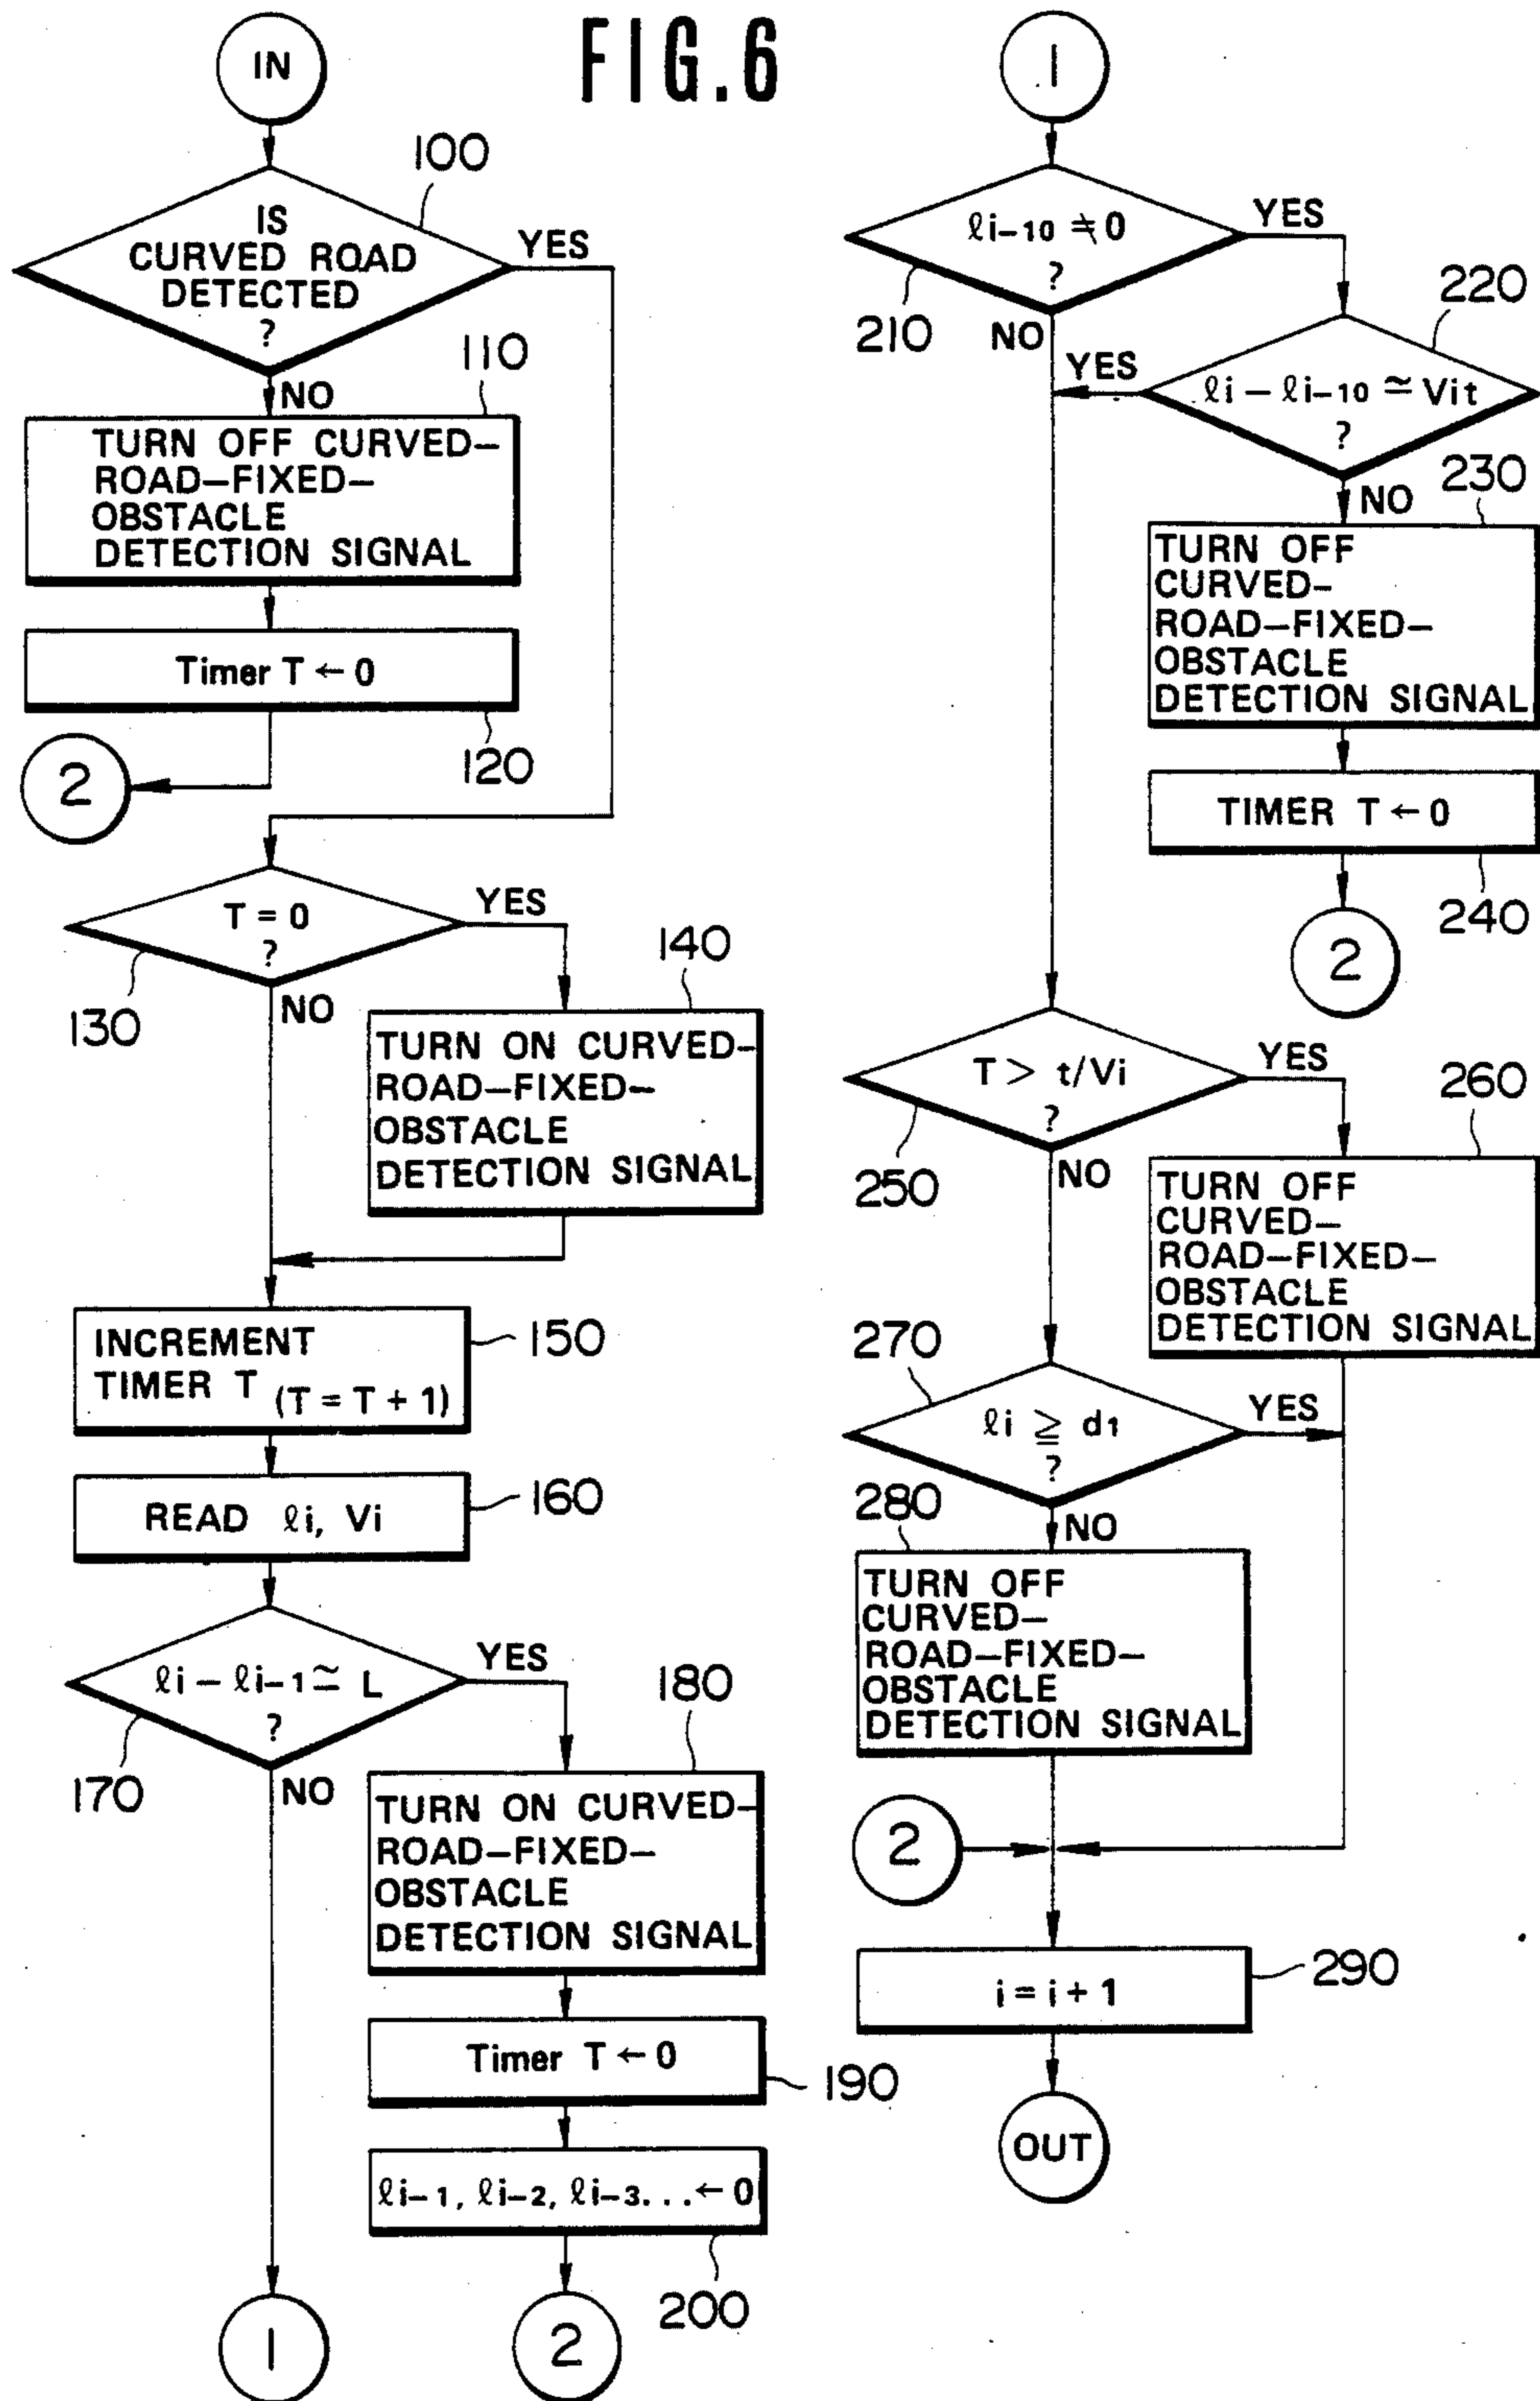 FIG.6
IN
100
IS
CURVED ROAD
DETECTED
?
YES
NO
110
TURN OFF CURVED–
ROAD–FIXED–
OBSTACLE
DETECTION SIGNAL
Timer T ← 0
120
2
T = 0
?
YES
130
NO
140
TURN ON CURVED–
ROAD–FIXED–
OBSTACLE
DETECTION SIGNAL
INCREMENT
TIMER T (T = T + 1)
150
READ ℓi, Vi
160
ℓi – ℓi–1 ≃ L
?
YES
170
NO
180
TURN ON CURVED–
ROAD–FIXED–
OBSTACLE
DETECTION SIGNAL
Timer T ← 0
190
ℓi–1, ℓi–2, ℓi–3... ← 0
200
1
2
1
ℓi–10 ≠ 0
?
YES
210
NO
220
YES
ℓi – ℓi–10 ≃ Vit
?
NO
230
TURN OFF
CURVED–
ROAD–FIXED–
OBSTACLE
DETECTION SIGNAL
TIMER T ← 0
240
2
T > t/Vi
?
YES
250
NO
260
TURN OFF
CURVED–
ROAD–FIXED–
OBSTACLE
DETECTION SIGNAL
270
ℓi ≧ d1
?
YES
280
NO
TURN OFF
CURVED–
ROAD–FIXED–
OBSTACLE
DETECTION SIGNAL
2
i = i + 1
290
OUT